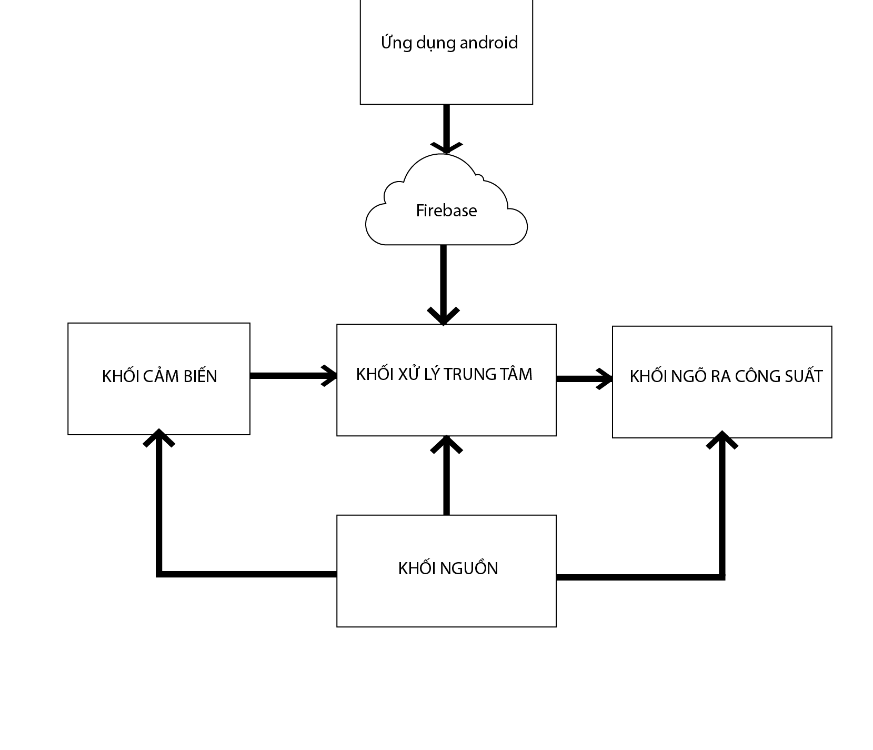 Ứng dụng android
Firebase
KHỐI CẢM BIẾN
KHỐI XỬ LÝ TRUNG TÂM
KHỐI NGÕ RA CÔNG SUẤT
KHỐI NGUỒN